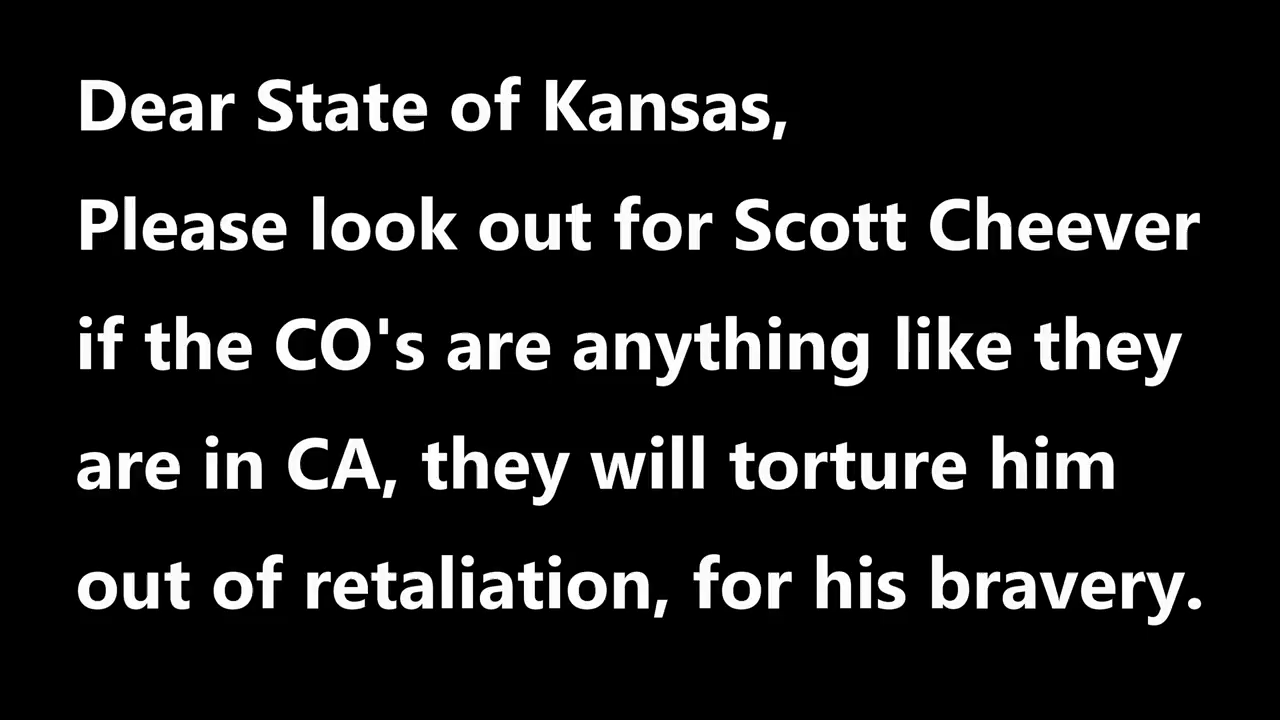 Dear State of Kansas,
Please look out for Scott Cheever
if the CO's are anything like they
are in CA, they will torture him
out of retaliation, for his bravery.